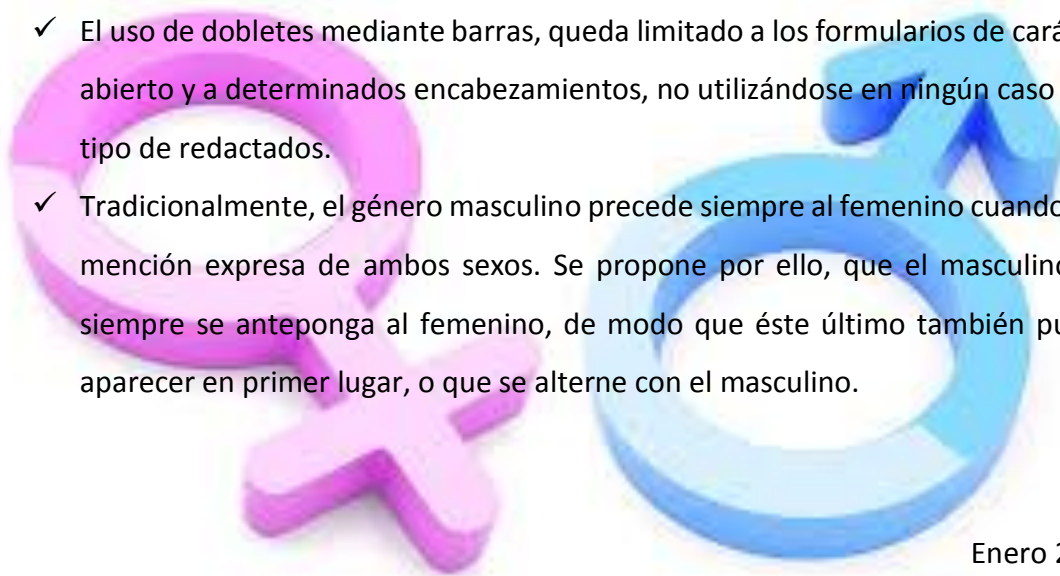 ✓ El uso de dobletes mediante barras, queda limitado a los formularios de cará
abierto y a determinados encabezamientos, no utilizándose en ningún caso
tipo de redactados.
✓ Tradicionalmente, el género masculino precede siempre al femenino cuando
mención expresa de ambos sexos. Se propone por ello, que el masculino
siempre se anteponga al femenino, de modo que éste último también pu
aparecer en primer lugar, o que se alterne con el masculino.
Enero 2